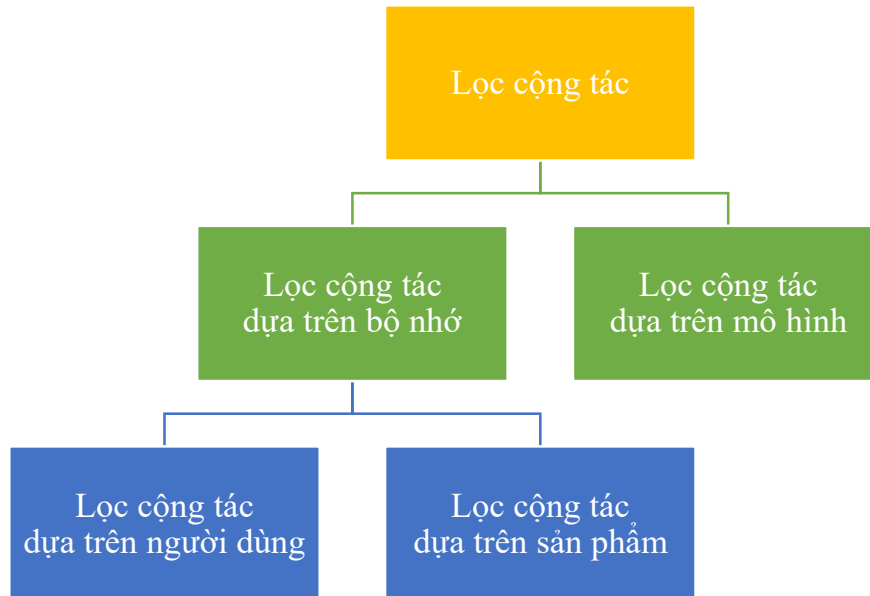 Lọc cộng tác
Lọc cộng tác
dựa trên bộ nhớ
Lọc cộng tác
dựa trên mô hình
Lọc cộng tác
dựa trên người dùng
Lọc cộng tác
dựa trên sản phẩm